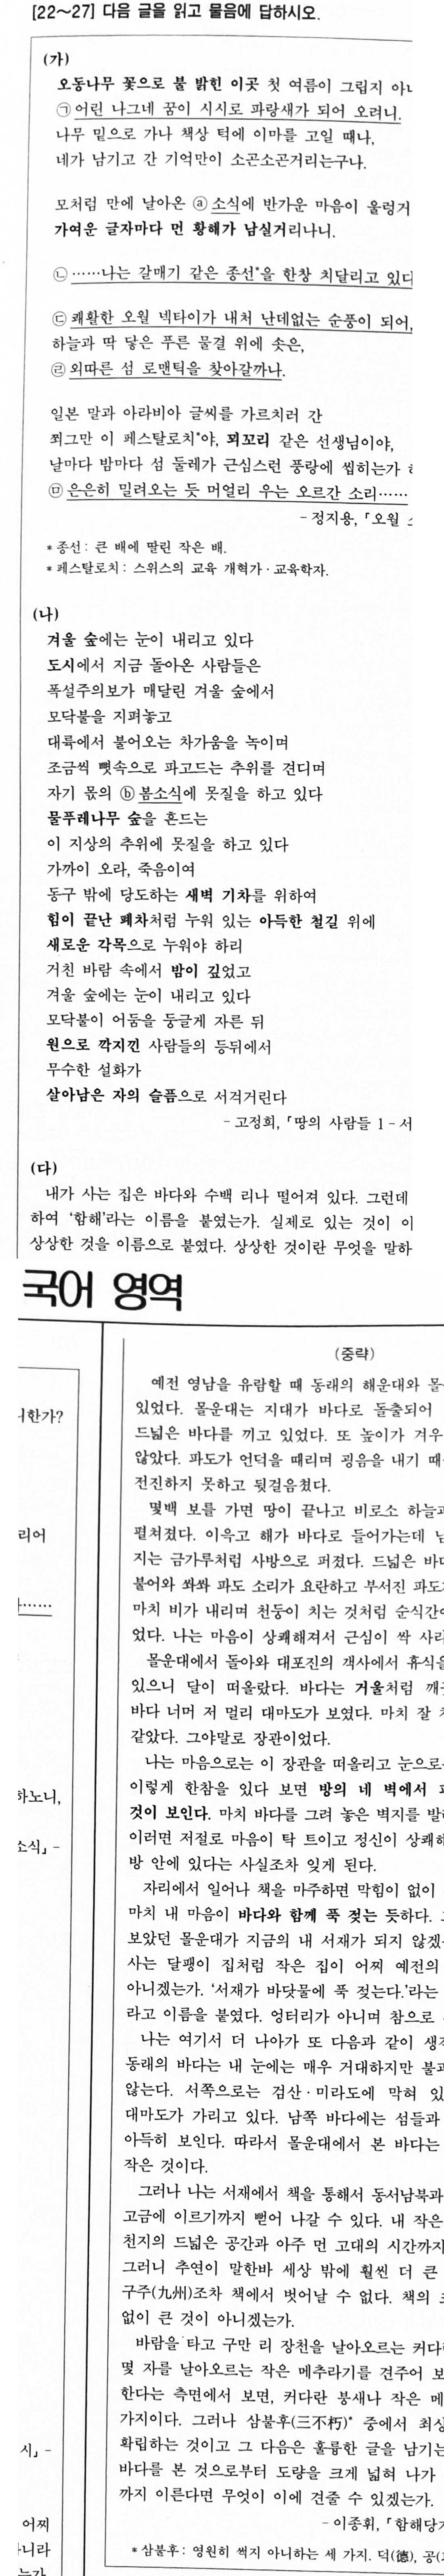 [22～27] 다음 글을 읽고 물음에 답하시오.
(가)
오동나무 꽃으로 불 밝힌 이곳 첫 여름이 그립지 아니
㉠ 어린 나그네 꿈이 시시로 파랑새가 되어 오려니.
나무 밑으로 가나 책상 턱에 이마를 고일 때나,
네가 남기고 간 기억만이 소곤소곤거리는구나.
모처럼 만에 날아온 ⓐ 소식에 반가운 마음이 울렁거
가여운 글자마다 먼 황해가 남실거리나니.
㉡ ……나는 갈매기 같은 종선*을 한창 치달리고 있다
㉢ 쾌활한 오월 넥타이가 내처 난데없는 순풍이 되어,
하늘과 딱 닿은 푸른 물결 위에 솟은,
㉣ 외따른 섬 로맨틱을 찾아갈까나.
일본 말과 아라비아 글씨를 가르치러 간
쬐그만 이 페스탈로치*야, 꾀꼬리 같은 선생님이야,
날마다 밤마다 섬 둘레가 근심스런 풍랑에 씹히는가 하
㉤ 은은히 밀려오는 듯 머얼리 우는 오르간 소리……
- 정지용, 「오월 소
* 종선: 큰 배에 딸린 작은 배.
* 페스탈로치: 스위스의 교육 개혁가·교육학자.
(나)
겨울 숲에는 눈이 내리고 있다
도시에서 지금 돌아온 사람들은
폭설주의보가 매달린 겨울 숲에서
모닥불을 지펴놓고
대륙에서 불어오는 차가움을 녹이며
조금씩 뼛속으로 파고드는 추위를 견디며
자기 몫의 ⓑ 봄소식에 못질을 하고 있다
물푸레나무 숲을 흔드는
이 지상의 추위에 못질을 하고 있다
가까이 오라, 죽음이여
동구 밖에 당도하는 새벽 기차를 위하여
힘이 끝난 폐차처럼 누워 있는 아득한 철길 위에
새로운 각목으로 누워야 하리
거친 바람 속에서 밤이 깊었고
겨울 숲에는 눈이 내리고 있다
모닥불이 어둠을 둥글게 자른 뒤
원으로 깍지낀 사람들의 등뒤에서
무수한 설화가
살아남은 자의 슬픔으로 서걱거린다
- 고정희, 「땅의 사람들 1 - 서
(다)
내가 사는 집은 바다와 수백 리나 떨어져 있다. 그런데
하여 ‘함해’라는 이름을 붙였는가. 실제로 있는 것이 이
상상한 것을 이름으로 붙였다. 상상한 것이란 무엇을 말하
국어 영역
니한가?
리어
……
하노니,
소식」 -
시」 -
어찌
니라
는가
(중략)
예전 영남을 유람할 때 동래의 해운대와 몰
있었다. 몰운대는 지대가 바다로 돌출되어
드넓은 바다를 끼고 있었다. 또 높이가 겨우
않았다. 파도가 언덕을 때리며 굉음을 내기 때
전진하지 못하고 뒷걸음쳤다.
몇백 보를 가면 땅이 끝나고 비로소 하늘과
펼쳐졌다. 이윽고 해가 바다로 들어가는데 넘
지는 금가루처럼 사방으로 퍼졌다. 드넓은 바다
불어와 쏴쏴 파도 소리가 요란하고 부서진 파도
마치 비가 내리며 천둥이 치는 것처럼 순식간에
었다. 나는 마음이 상쾌해져서 근심이 싹 사라
몰운대에서 돌아와 대포진의 객사에서 휴식을
있으니 달이 떠올랐다. 바다는 거울처럼 깨
바다 너머 저 멀리 대마도가 보였다. 마치 잘 차
같았다. 그야말로 장관이었다.
나는 마음으로는 이 장관을 떠올리고 눈으로
이렇게 한참을 있다 보면 방의 네 벽에서
것이 보인다. 마치 바다를 그려 놓은 벽지를 발
이러면 저절로 마음이 탁 트이고 정신이 상쾌해
방 안에 있다는 사실조차 잊게 된다.
자리에서 일어나 책을 마주하면 막힘이 없이
마치 내 마음이 바다와 함께 푹 젖는 듯하다.
보았던 몰운대가 지금의 내 서재가 되지 않겠
사는 달팽이 집처럼 작은 집이 어찌 예전의
아니겠는가. ‘서재가 바닷물에 푹 젖는다.’라는
라고 이름을 붙였다. 엉터리가 아니며 참으로
나는 여기서 더 나아가 또 다음과 같이 생각
동래의 바다는 내 눈에는 매우 거대하지만 불과
않는다. 서쪽으로는 검산·미라도에 막혀 있
대마도가 가리고 있다. 남쪽 바다에는 섬들과
아득히 보인다. 따라서 몰운대에서 본 바다는
작은 것이다.
그러나 나는 서재에서 책을 통해서 동서남북과
고금에 이르기까지 뻗어 나갈 수 있다. 내 작은
천지의 드넓은 공간과 아주 먼 고대의 시간까지
그러니 추연이 말한바 세상 밖에 훨씬 더 큰
구주(九州)조차 책에서 벗어날 수 없다. 책의
없이 큰 것이 아니겠는가.
바람을 타고 구만 리 장천을 날아오르는 커다란
몇 자를 날아오르는 작은 메추라기를 견주어 보
한다는 측면에서 보면, 커다란 붕새나 작은 메
가지이다. 그러나 삼불후(三不朽)* 중에서 최상
확립하는 것이고 그 다음은 훌륭한 글을 남기는
바다를 본 것으로부터 도량을 크게 넓혀 나가
까지 이른다면 무엇이 이에 견줄 수 있겠는가.
- 이종휘, 「함해당기
* 삼불후: 영원히 썩지 아니하는 세 가지. 덕(德), 공(